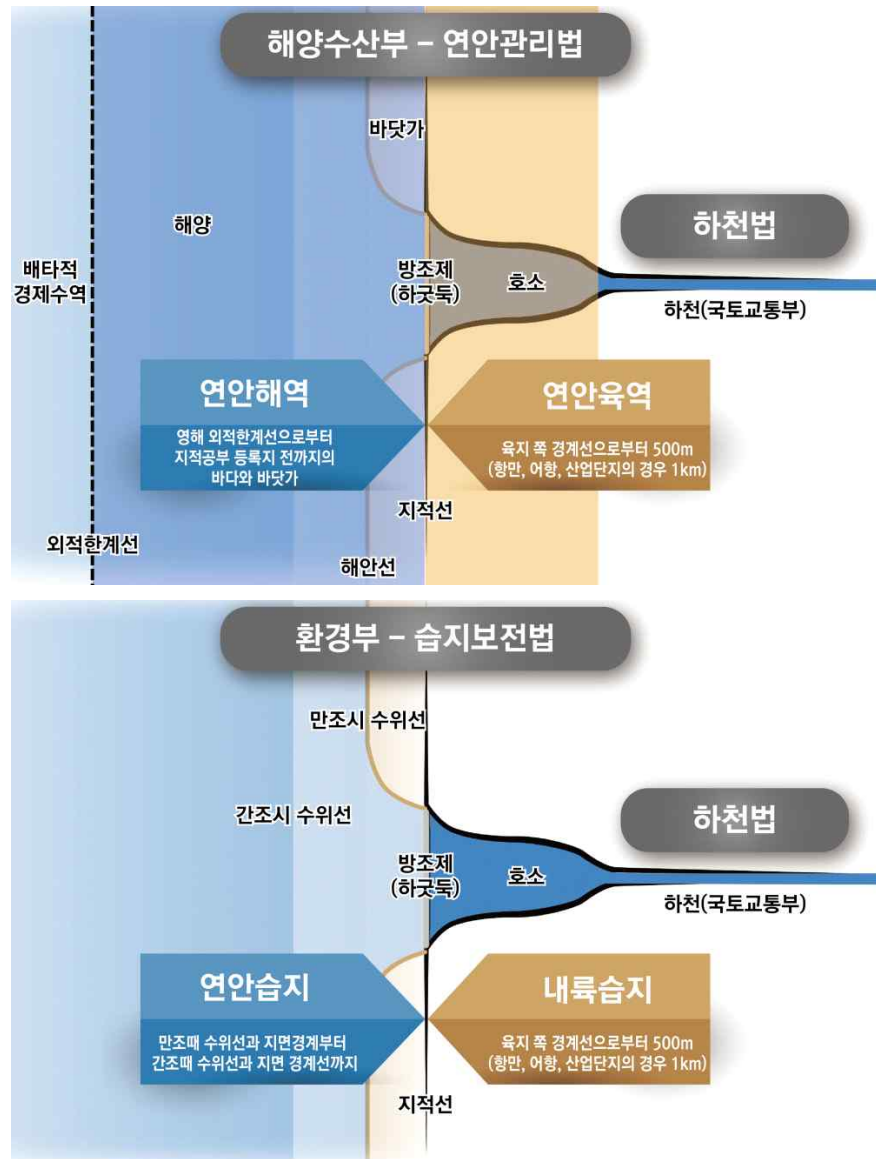 해양수산부 – 연안관리법
바닷가
해양
하천법
배타적
경제수역
방조제
(하굿둑)
호소
하천(국토교통부)
연안해역
영해 외적한계선으로부터
지적공부 등록지 전까지의
바다와 바닷가
연안육역
육지 쪽 경계선으로부터 500m
(항만, 어항, 산업단지의 경우 1km)
지적선
외적한계선
해안선
환경부 – 습지보전법
만조시 수위선
간조시 수위선
하천법
방조제
(하굿둑)
호소
하천(국토교통부)
연안습지
만조때 수위선과 지면경계부터
간조때 수위선과 지면 경계선까지
내륙습지
육지 쪽 경계선으로부터 500m
(항만, 어항, 산업단지의 경우 1km)
지적선